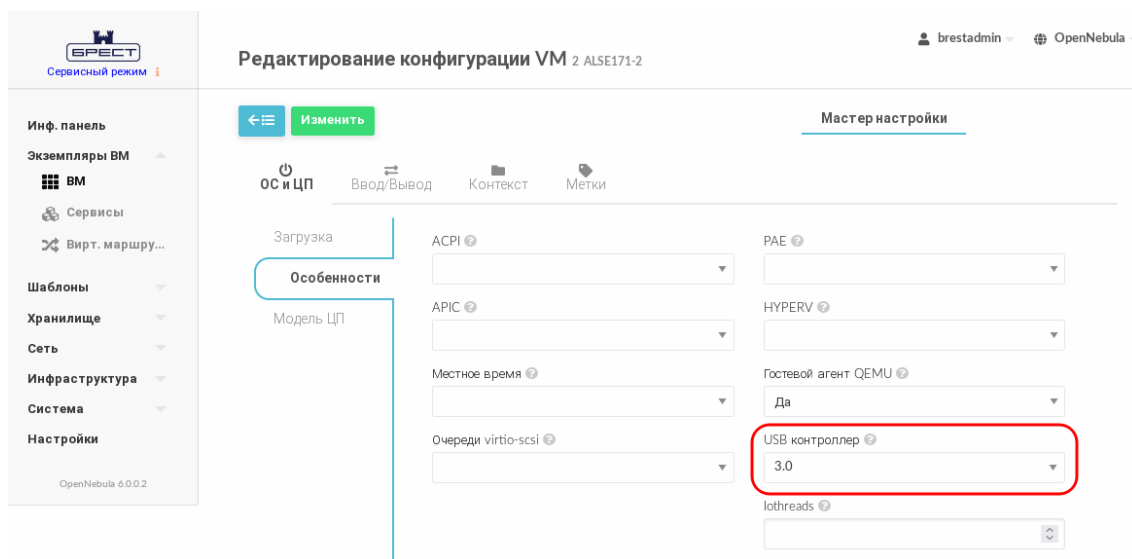 БРЕСТ
Сервисный режим i
Редактирование конфигурации VM 2 ALSE171-2
brestadmin
OpenNebula
Инф. панель
Экземпляры ВМ
ВМ
Сервисы
Вирт. маршру...
Шаблоны
Хранилище
Сеть
Инфраструктура
Система
Настройки
OpenNebula 6.0.0.2
Изменить
Мастер настройки
ОС и ЦП
Ввод/Вывод
Контекст
Метки
Загрузка
Особенности
Модель ЦП
ACPI ?
PAE ?
APIC ?
HYPERV ?
Местное время ?
Гостевой агент QEMU ?
Да
Очереди virtio-scsi ?
USB контроллер ?
3.0
Iothreads ?